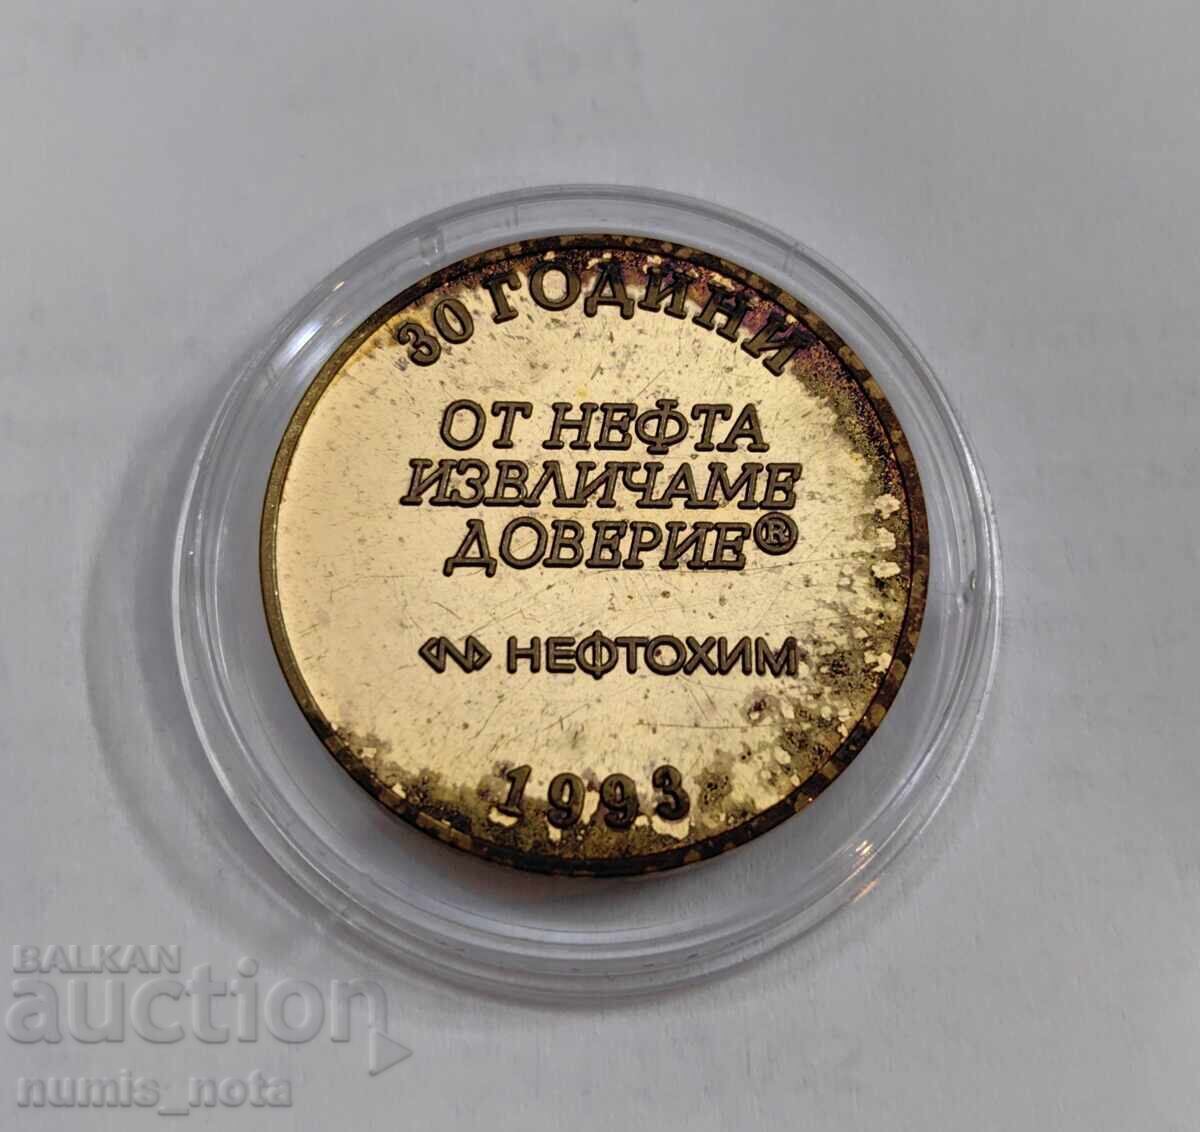 30 ГОДИНИ
ОТ НЕФТА
ИЗВЛИЧАМЕ
ДОВЕРИЕ®
НЕФТОХИМ
1993
BALKAN
auction
numis_nota